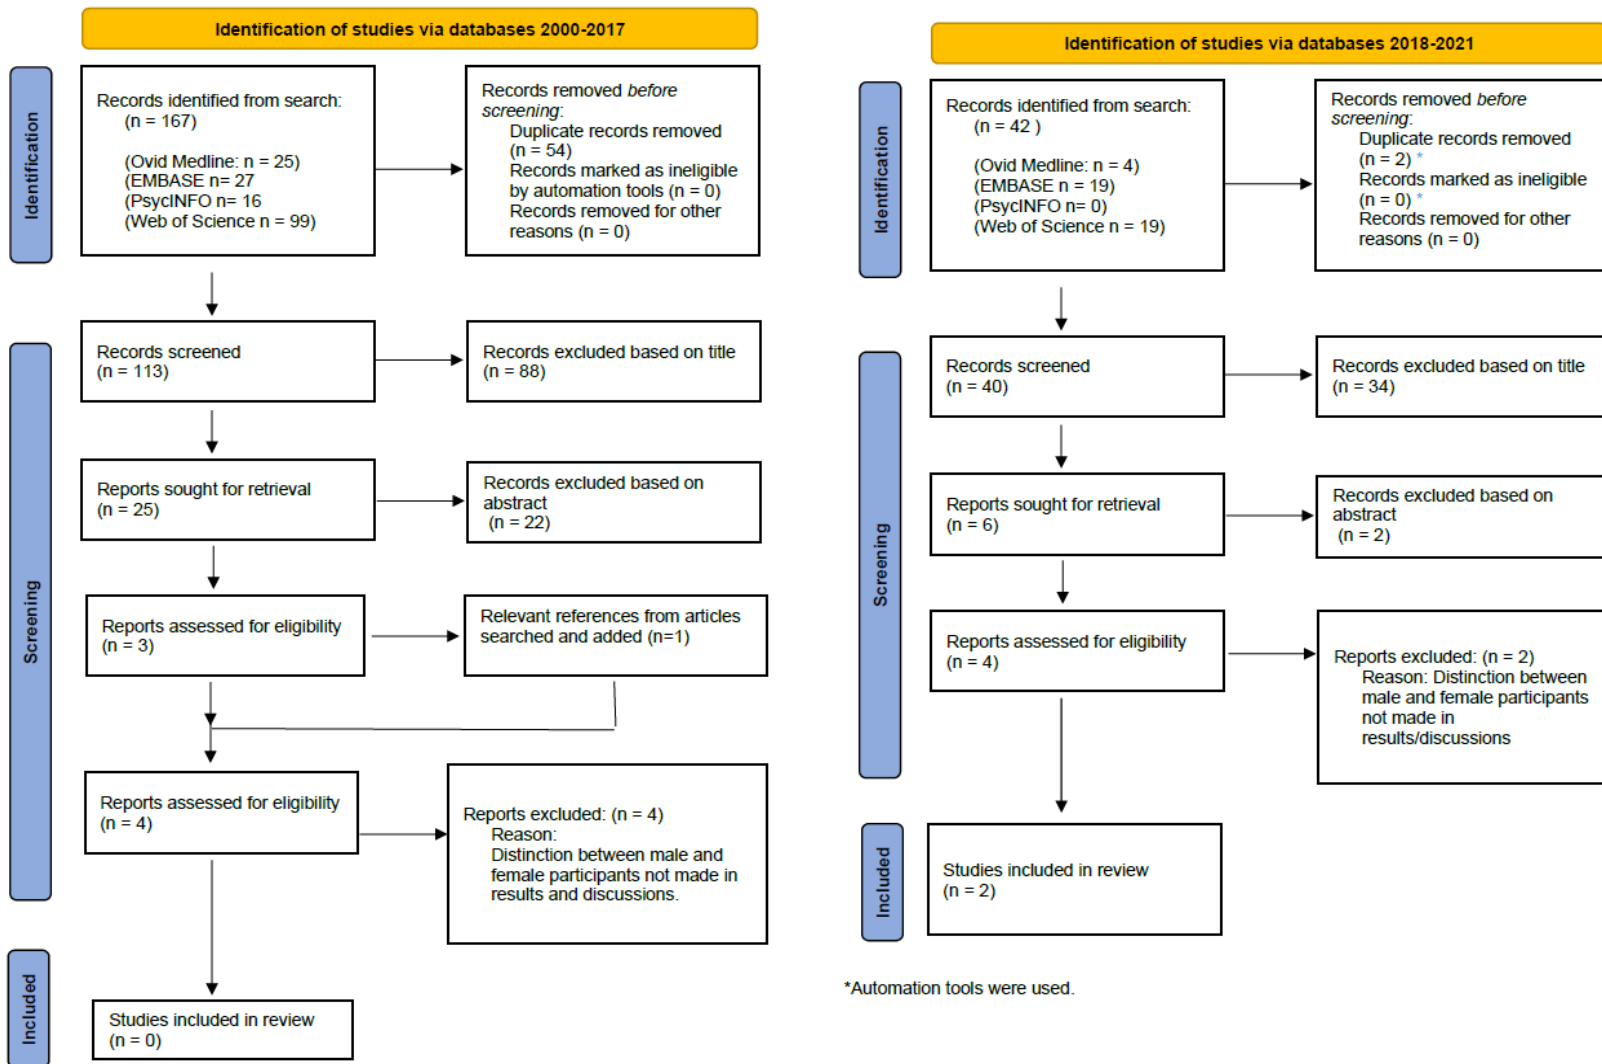 Identification of studies via databases 2000-2017
Identification
Records identified from search:
(n = 167)
(Ovid Medline: n = 25)
(EMBASE n= 27
(PsycINFO n= 16
(Web of Science n = 99)
Records removed before
screening:
Duplicate records removed
(n = 54)
Records marked as ineligible
by automation tools (n = 0)
Records removed for other
reasons (n = 0)
Screening
Records screened
(n = 113)
Records excluded based on title
(n = 88)
Reports sought for retrieval
(n = 25)
Records excluded based on
abstract
(n = 22)
Reports assessed for eligibility
(n = 3)
Relevant references from articles
searched and added (n=1)
Reports assessed for eligibility
(n = 4)
Reports excluded: (n = 4)
Reason:
Distinction between male and
female participants not made in
results and discussions.
Included
Studies included in review
(n = 0)
Identification of studies via databases 2018-2021
Identification
Records identified from search:
(n = 42 )
(Ovid Medline: n = 4)
(EMBASE n = 19)
(PsycINFO n= 0)
(Web of Science n = 19)
Records removed before
screening:
Duplicate records removed
(n = 2) *
Records marked as ineligible
(n = 0) *
Records removed for other
reasons (n = 0)
Screening
Records screened
(n = 40)
Records excluded based on title
(n = 34)
Reports sought for retrieval
(n = 6)
Records excluded based on
abstract
(n = 2)
Reports assessed for eligibility
(n = 4)
Reports excluded: (n = 2)
Reason: Distinction between
male and female participants
not made in
results/discussions
Included
Studies included in review
(n = 2)
*Automation tools were used.